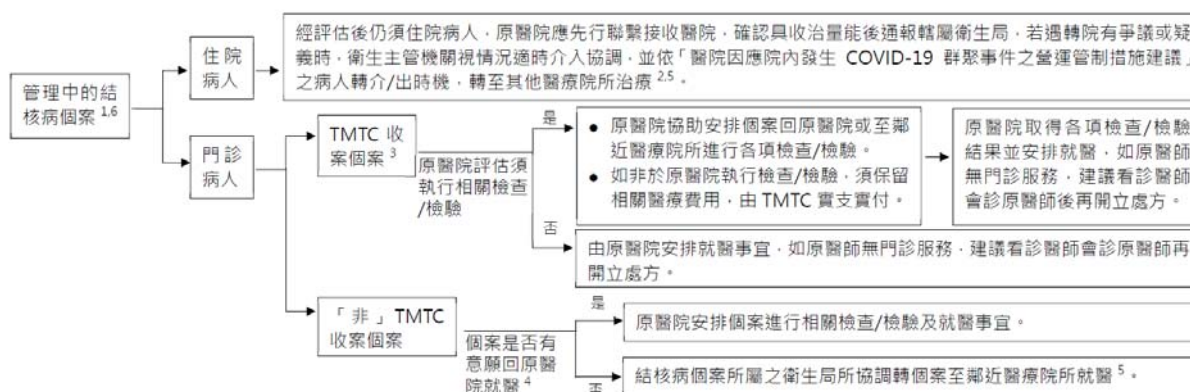 經評估後仍須住院病人，原醫院應先行聯繫接收醫院，確認具收治量能後通報轄屬衛生局，若遇轉院有爭議或疑
義時，衛生主管機關視情況適時介入協調，並依「醫院因應院內發生 COVID-19 群聚事件之營運管制措施建議」
之病人轉介/出時機，轉至其他醫療院所治療 2,5。
住院
病人
管理中的結
核病個案 1,6
門診
病人
TMTC 收
案個案 3
原醫院評估須
執行相關檢查
/檢驗
是
● 原醫院協助安排個案回原醫院或至鄰
近醫療院所進行各項檢查/檢驗。
● 如非於原醫院執行檢查/檢驗，須保留
相關醫療費用，由 TMTC 實支實付。
原醫院取得各項檢查/檢驗
結果並安排就醫，如原醫師
無門診服務，建議看診醫師
會診原醫師後再開立處方。
否
由原醫院安排就醫事宜，如原醫師無門診服務，建議看診醫師會診原醫師再
開立處方。
「非」TMTC
收案個案
個案是否有
意願回原醫
院就醫 4
是
原醫院安排個案進行相關檢查/檢驗及就醫事宜。
否
結核病個案所屬之衛生局所協調轉個案至鄰近醫療院所就醫 5。